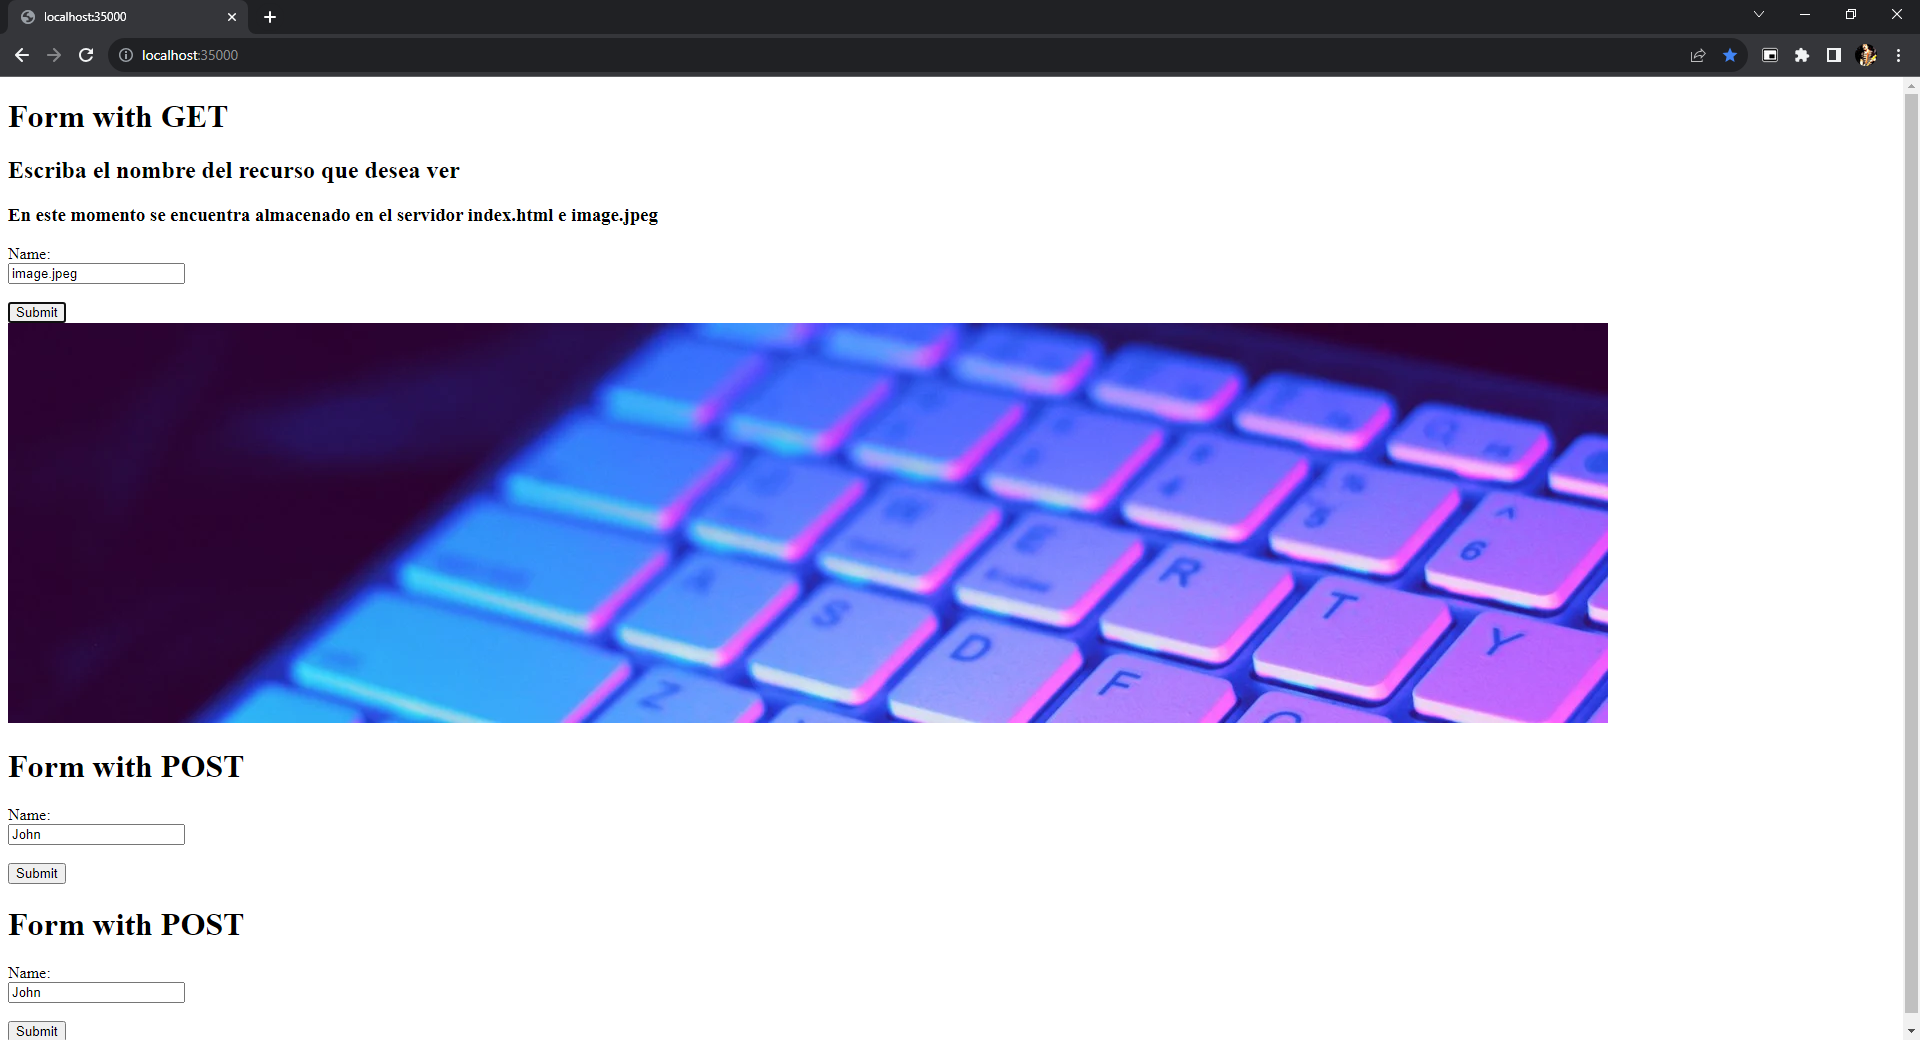 localhost:35000
localhost:35000
Form with GET
Escriba el nombre del recurso que desea ver
En este momento se encuentra almacenado en el servidor index.html e image.jpeg
Name:
image.jpeg
Submit
5
^
6
E
R
T
Y
A
S
D
F
Z
Form with POST
Name:
John
Submit
Form with POST
Name:
John
Submit